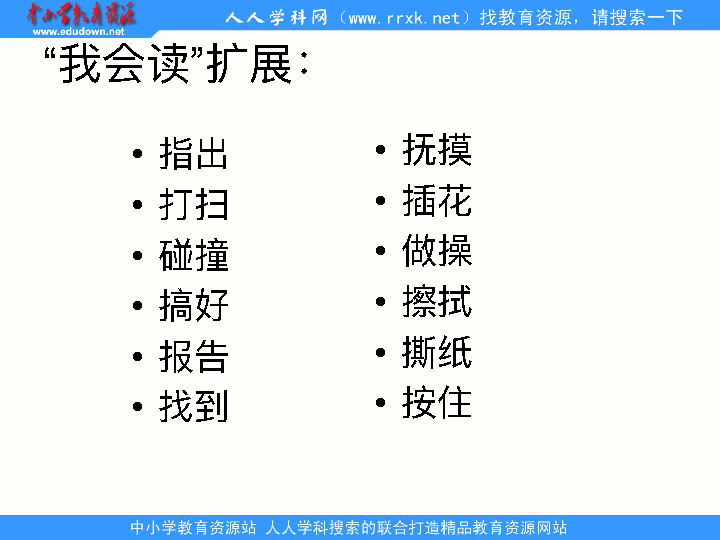 中小学教育资源
www.edudown.net
人人学科网（www.rrxk.net）找教育资源，请搜索一下
“我会读”扩展：
• 指出
• 打扫
• 碰撞
• 搞好
• 报告
• 找到
• 抚摸
• 插花
• 做操
• 擦拭
• 撕纸
• 按住
中小学教育资源站 人人学科搜索的联合打造精品教育资源网站